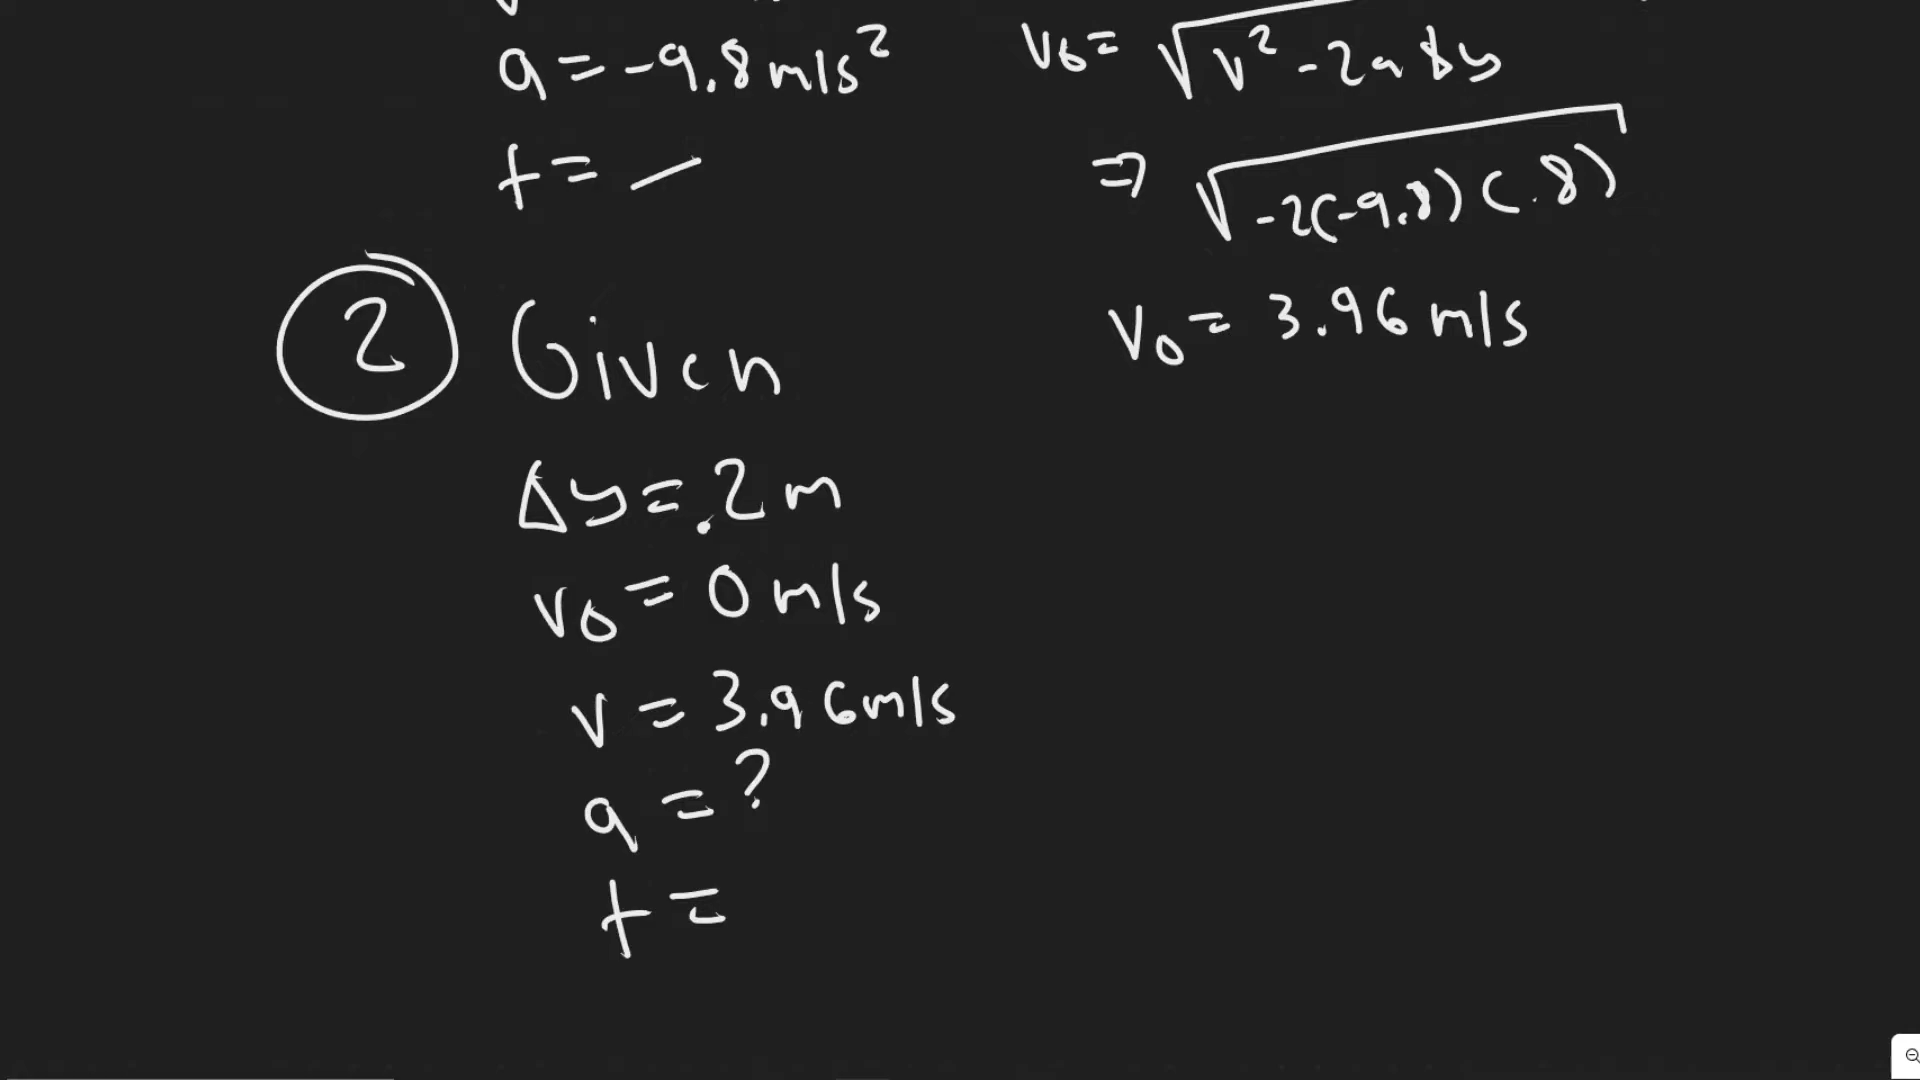 a = -9.8 m/s²
t = —
v₀ = √v² - 2aΔy
⇒ √-2(-9.8)(.8)
v₀ = 3.96 m/s
2 Given
Δy = .2 m
v₀ = 0 m/s
v = 3.96 m/s
a = ?
t =